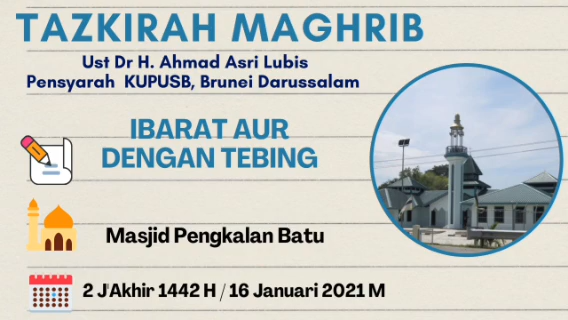 TAZKIRAH MAGHRIB
Ust Dr H. Ahmad Asri Lubis
Pensyarah KUPUSB, Brunei Darussalam
IBARAT AUR
DENGAN TEBING
Masjid Pengkalan Batu
2 J'Akhir 1442 H / 16 Januari 2021 M